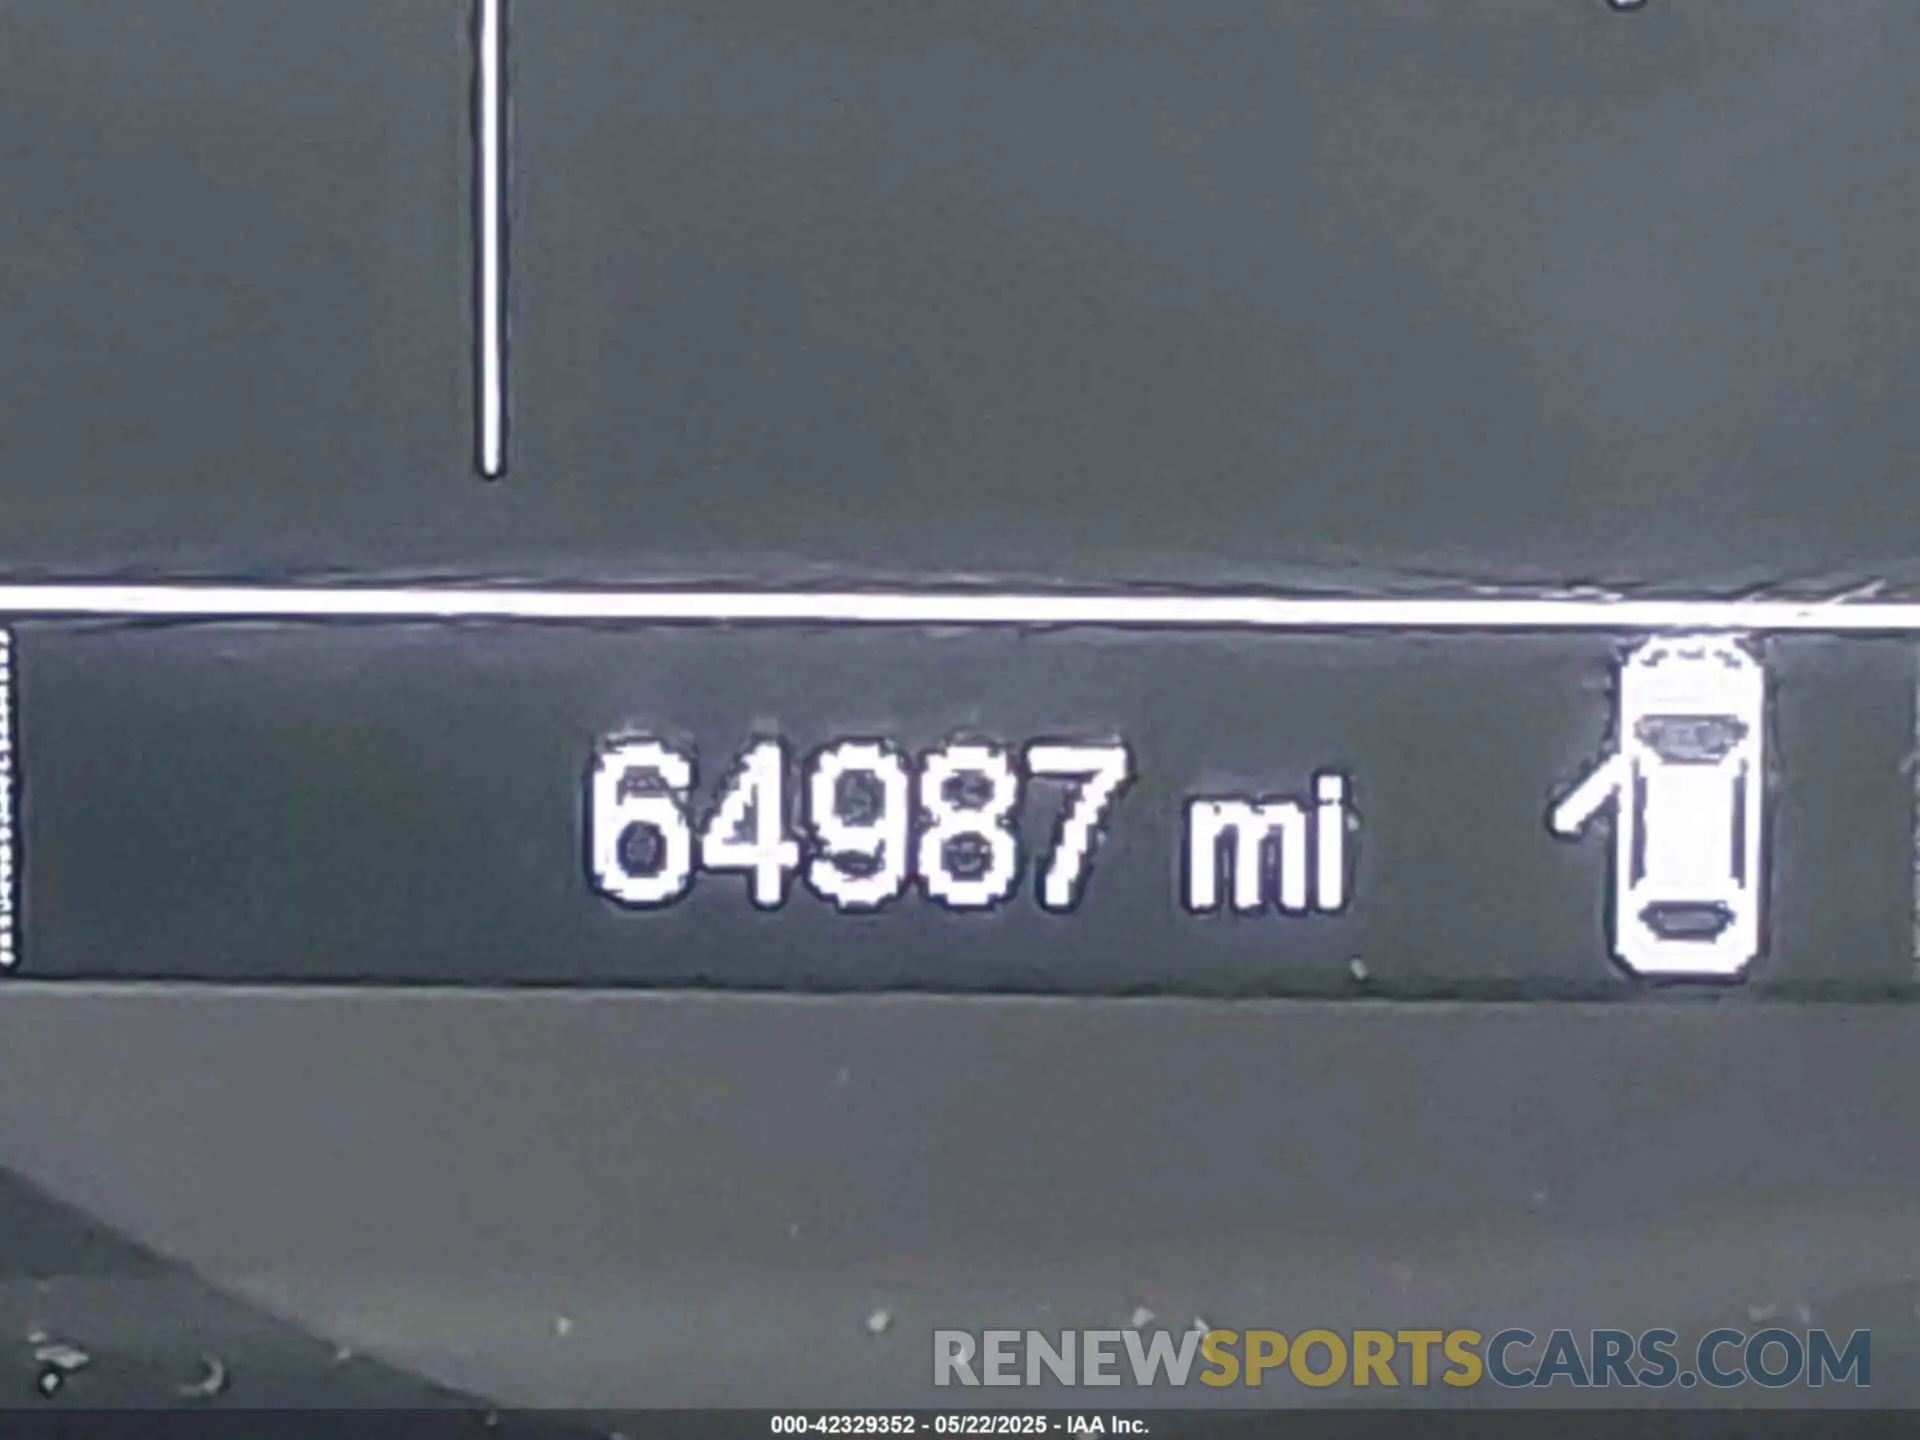 64987 mi
RENEWSPORTSCARS.COM
000-42329352 - 05/22/2025 - IAA Inc.